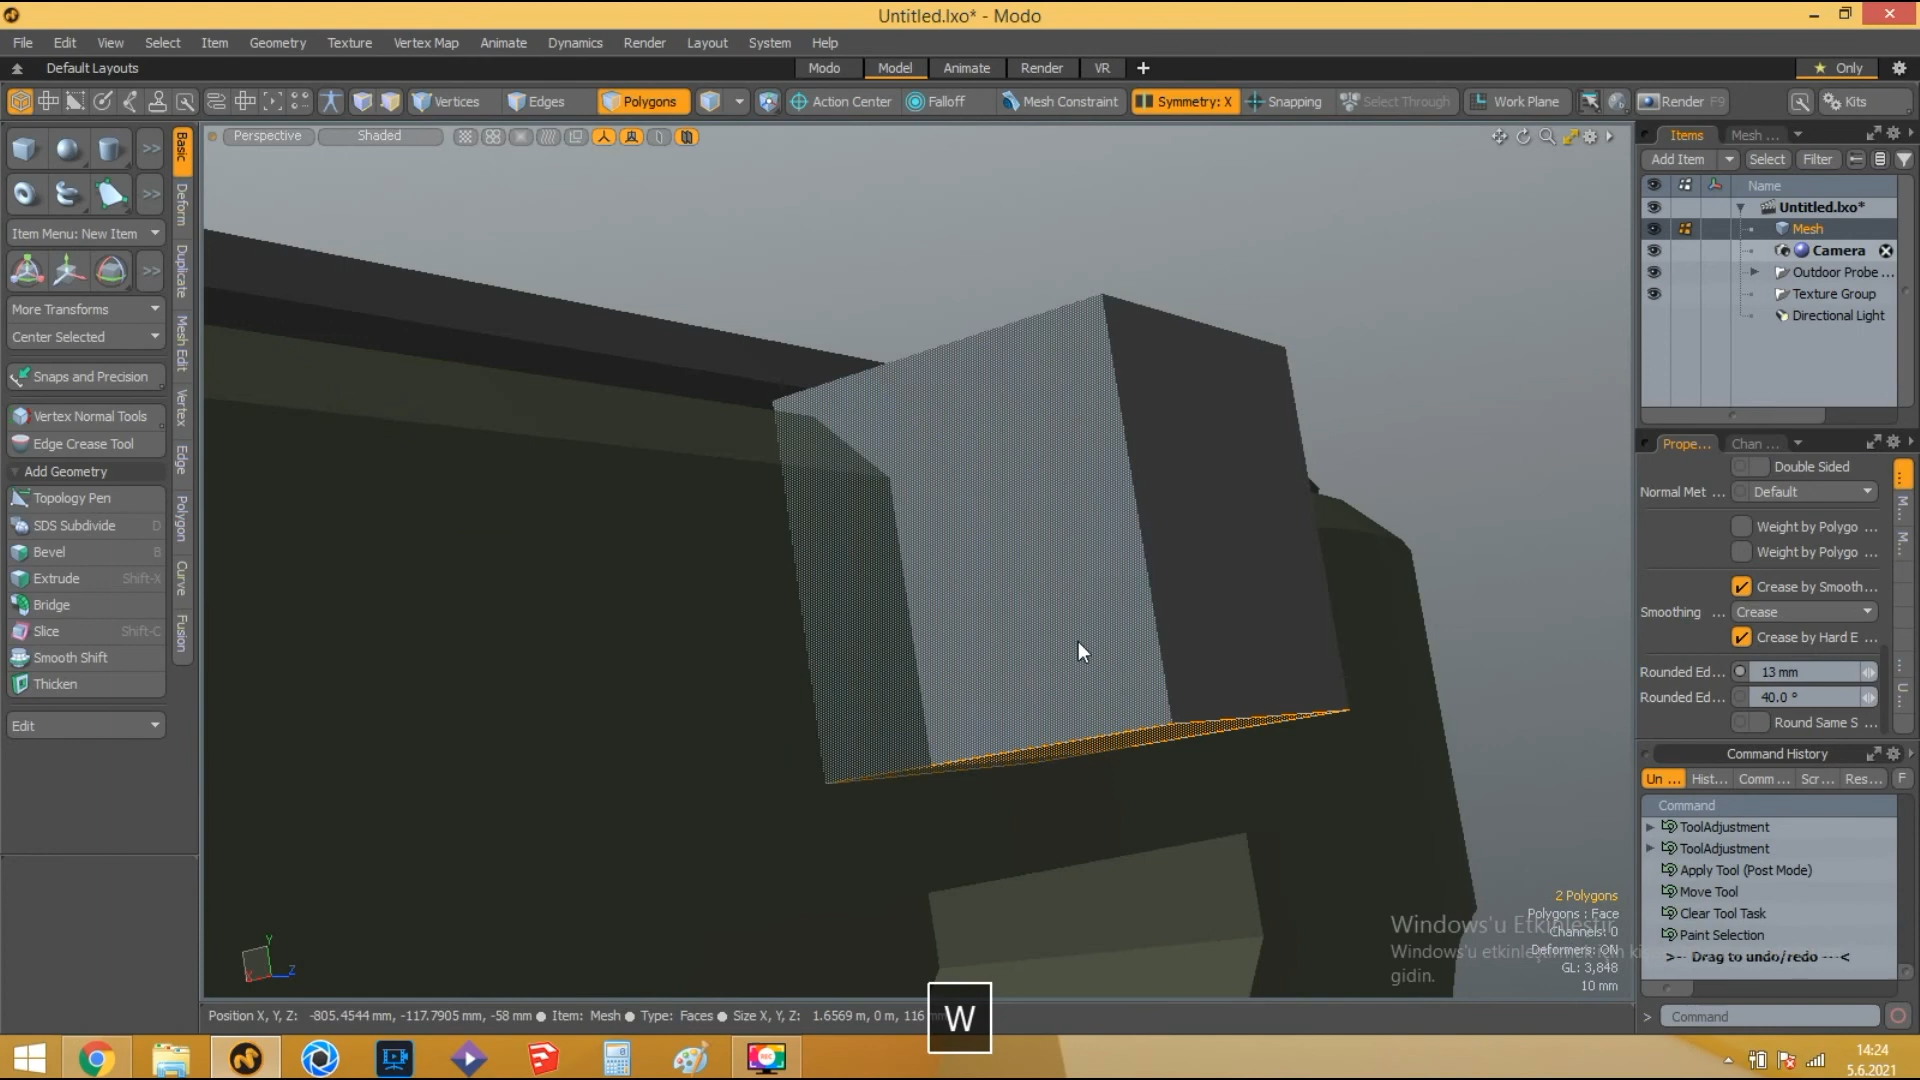 Untitled.lxo* - Modo
File Edit View Select Item Geometry Texture Vertex Map Animate Dynamics Render Layout System Help
Default Layouts
Modo Model Animate Render VR
Only
Vertices Edges Polygons Action Center Falloff Mesh Constraint Symmetry: X Snapping Select Through Work Plane Render F9 Kits
Perspective Shaded
>>
>>
Item Menu: New Item
>>
More Transforms
Center Selected
Snaps and Precision
Vertex Normal Tools
Edge Crease Tool
Add Geometry
Topology Pen
SDS Subdivide D
Bevel B
Extrude Shift-X
Bridge
Slice Shift-C
Smooth Shift
Thicken
Edit
Basic
Deform
Duplicate
Mesh Edit
Vertex
Edge
Polygon
Curve
Fusion
Items Mesh ...
Add Item Select Filter
Name
Untitled.lxo*
Mesh
Camera
Outdoor Probe ...
Texture Group
Directional Light
Prope... Chan ...
Double Sided
Normal Met ... Default
Weight by Polygo ...
Weight by Polygo ...
Crease by Smooth...
Smoothing ... Crease
Crease by Hard E ...
Rounded Ed... 13 mm
Rounded Ed... 40.0 °
Round Same S ...
Command History
Un ... Hist... Comm ... Scr ... Res... F
Command
ToolAdjustment
ToolAdjustment
Apply Tool (Post Mode)
Move Tool
Clear Tool Task
Paint Selection
>-- Drag to undo/redo ---<
> Command
2 Polygons
Polygons : Face
Channels: 0
Deformers: ON
GL: 3,848
10 mm
Windows'u Etkinleştir
Windows'u etkinleştirmek için
gidin.
Y
Z
Position X, Y, Z: -805.4544 mm, -117.7905 mm, -58 mm Item: Mesh Type: Faces Size X, Y, Z: 1.6569 m, 0 m, 116
W
REC
14:24
5.6.2021